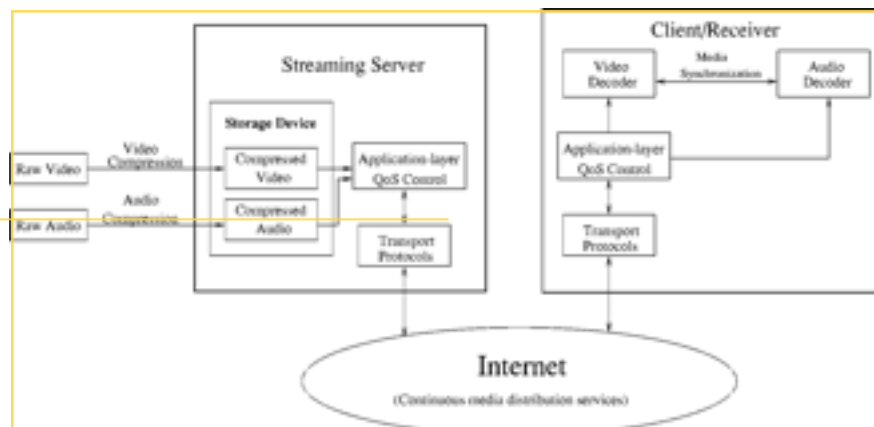 Streaming Server
Storage Device
Raw Video
Video
Compression
Compressed
Video
Application-layer
QoS Control
Raw Audio
Audio
Compression
Compressed
Audio
Transport
Protocols
Client/Receiver
Video
Decoder
Media
Synchronization
Audio
Decoder
Application-layer
QoS Control
Transport
Protocols
Internet
(Continuous media distribution services)